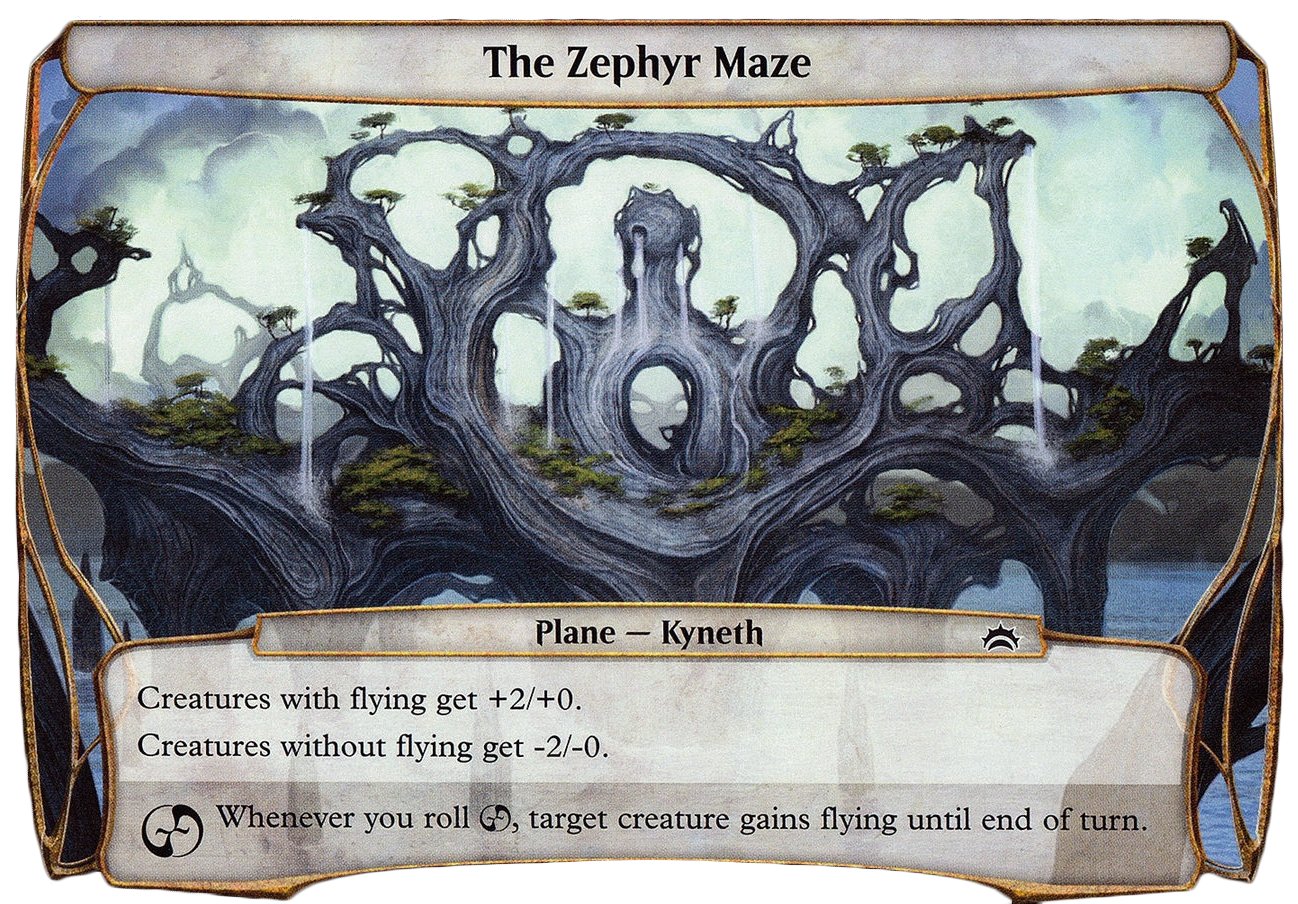 The Zephyr Maze
Plane — Kyneth
Creatures with flying get +2/+0.
Creatures without flying get -2/-0.
Whenever you roll , target creature gains flying until end of turn.